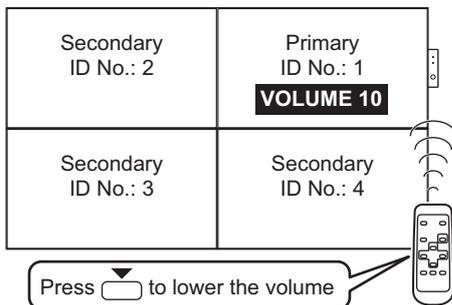 Secondary
ID No.: 2
Primary
ID No.: 1
VOLUME 10
Secondary
ID No.: 3
Secondary
ID No.: 4
Press to lower the volume